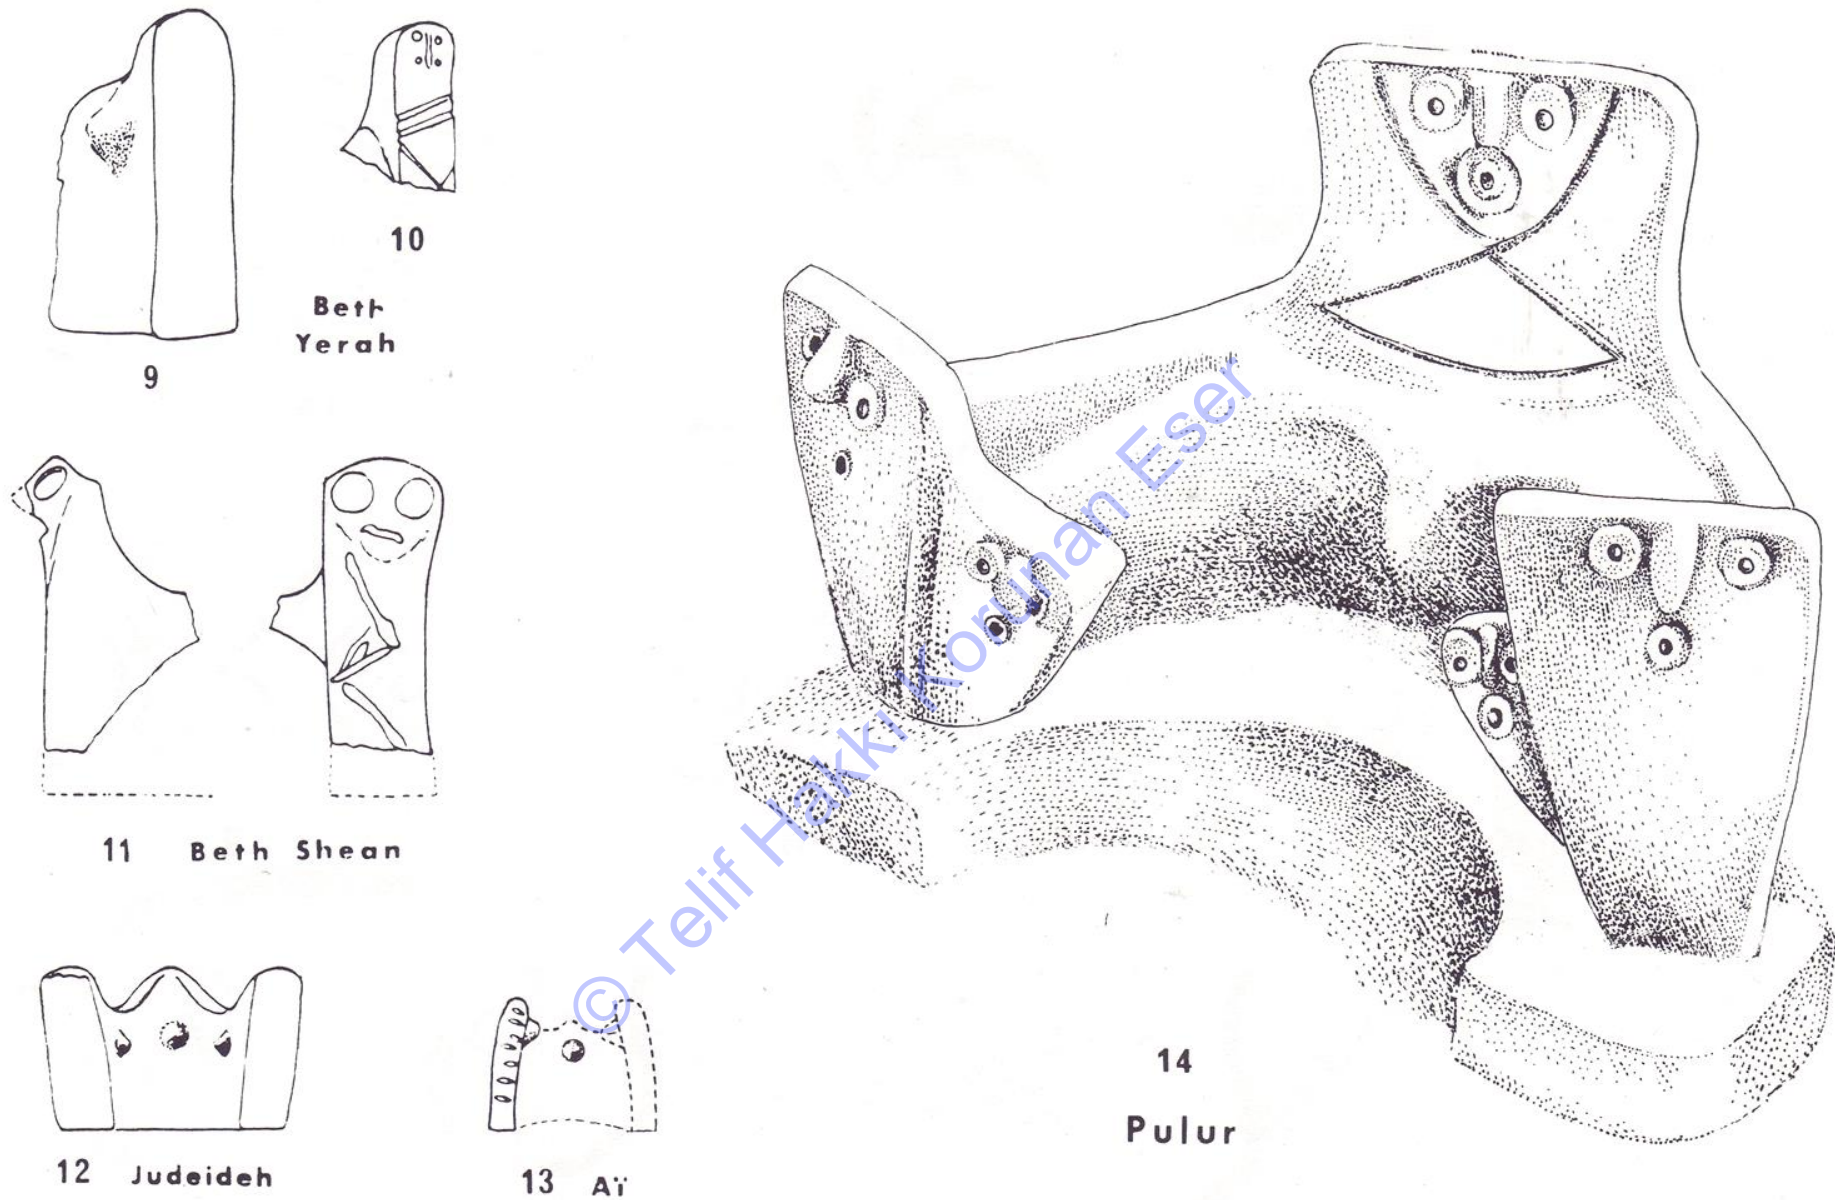 10
Beth
Yerah
9
11 Beth Shean
12 Judeideh
13 Aï
14
Pulur
© Telif Hakkı Korunan Eser